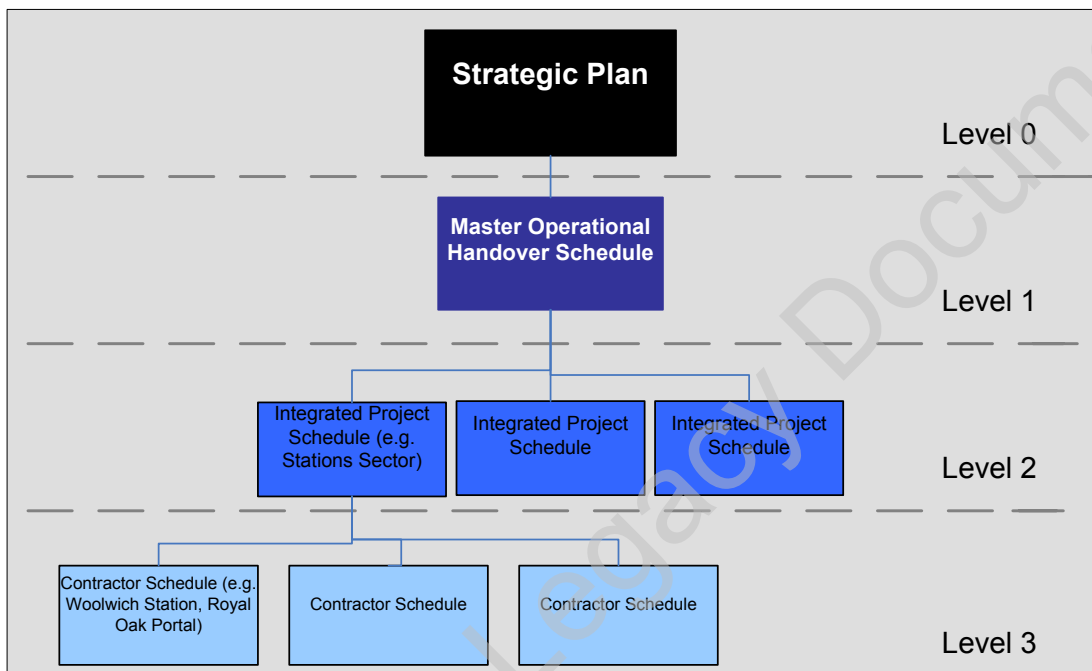 Strategic Plan
Level 0
Master Operational
Handover Schedule
Level 1
Integrated Project
Schedule (e.g.
Stations Sector)
Integrated Project
Schedule
Integrated Project
Schedule
Level 2
Contractor Schedule (e.g.
Woolwich Station, Royal
Oak Portal)
Contractor Schedule
Contractor Schedule
Level 3
Legacy Docum